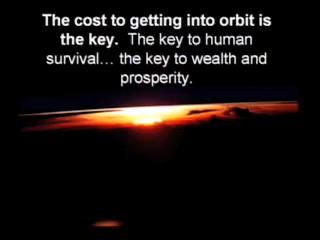 The cost to getting into orbit is
the key. The key to human
survival... the key to wealth and
prosperity.